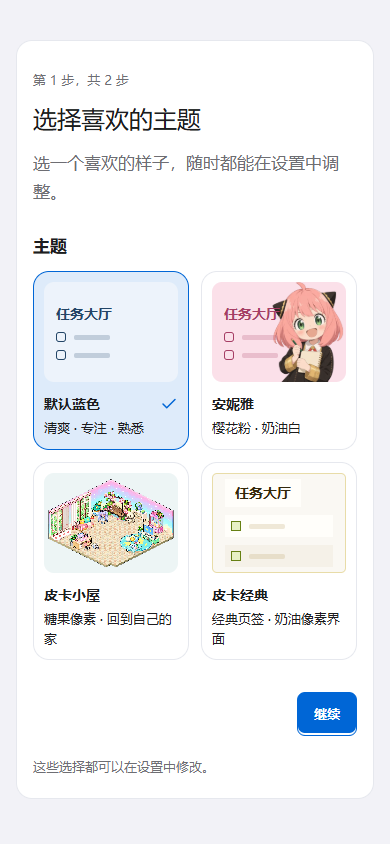 第 1 步，共 2 步
选择喜欢的主题
选一个喜欢的样子，随时都能在设置中调
整。
主题
任务大厅
默认蓝色
清爽 · 专注 · 熟悉
任务大厅
安妮雅
樱花粉 · 奶油白
皮卡小屋
糖果像素 · 回到自己的
家
任务大厅
皮卡经典
经典页签 · 奶油像素界
面
继续
这些选择都可以在设置中修改。